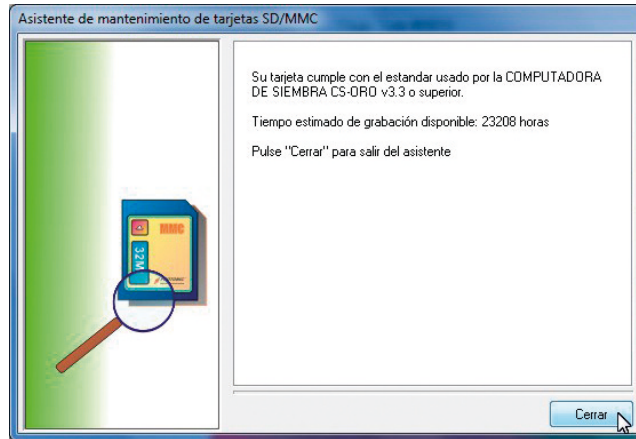 Asistente de mantenimiento de tarjetas SD/MMC
Su tarjeta cumple con el estandar usado por la COMPUTADORA
DE SIEMBRA CS-ORO v3.3 o superior.
Tiempo estimado de grabación disponible: 23208 horas
Pulse "Cerrar" para salir del asistente
MMC
32M
Cerrar